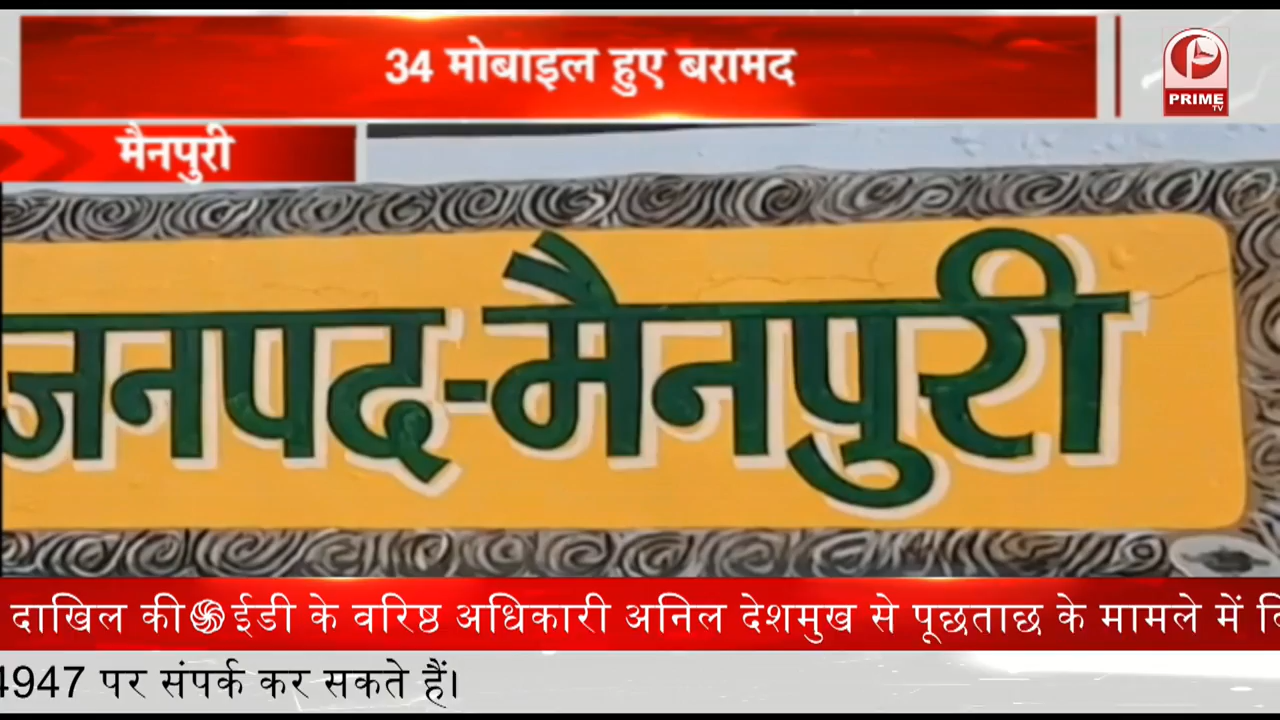 34 मोबाइल हुए बरामद
PRIME
TV
मैनपुरी
जनपद-मैनपुरी
दाखिल की ईडी के वरिष्ठ अधिकारी अनिल देशमुख से पूछताछ के मामले में
4947 पर संपर्क कर सकते हैं।